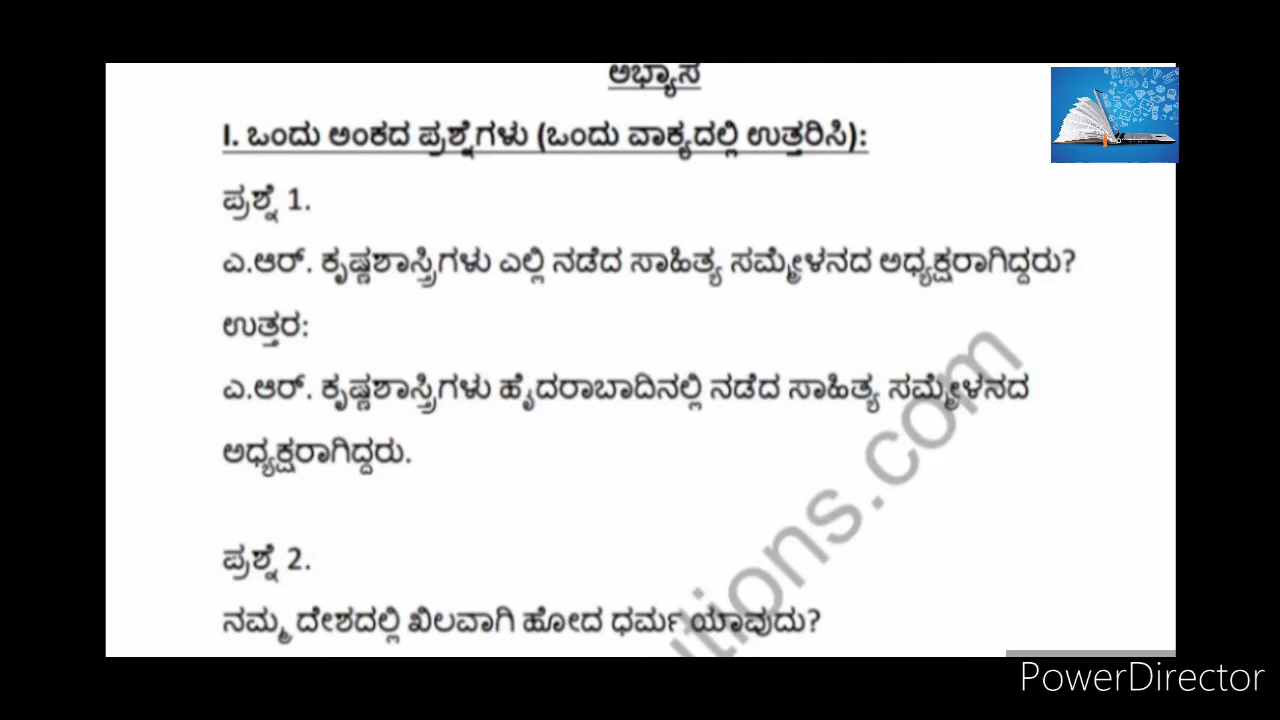 ಅಭ್ಯಾಸ
I. ಒಂದು ಅಂಕದ ಪ್ರಶ್ನೆಗಳು (ಒಂದು ವಾಕ್ಯದಲ್ಲಿ ಉತ್ತರಿಸಿ):
ಪ್ರಶ್ನೆ 1.
ಎ.ಆರ್. ಕೃಷ್ಣಶಾಸ್ತ್ರಿಗಳು ಎಲ್ಲಿ ನಡೆದ ಸಾಹಿತ್ಯ ಸಮ್ಮೇಳನದ ಅಧ್ಯಕ್ಷರಾಗಿದ್ದರು?
ಉತ್ತರ:
ಎ.ಆರ್. ಕೃಷ್ಣಶಾಸ್ತ್ರಿಗಳು ಹೈದರಾಬಾದಿನಲ್ಲಿ ನಡೆದ ಸಾಹಿತ್ಯ ಸಮ್ಮೇಳನದ
ಅಧ್ಯಕ್ಷರಾಗಿದ್ದರು.
ಪ್ರಶ್ನೆ 2.
ನಮ್ಮ ದೇಶದಲ್ಲಿ ಖಿಲವಾಗಿ ಹೋದ ಧರ್ಮ ಯಾವುದು?
itions.com
PowerDirector